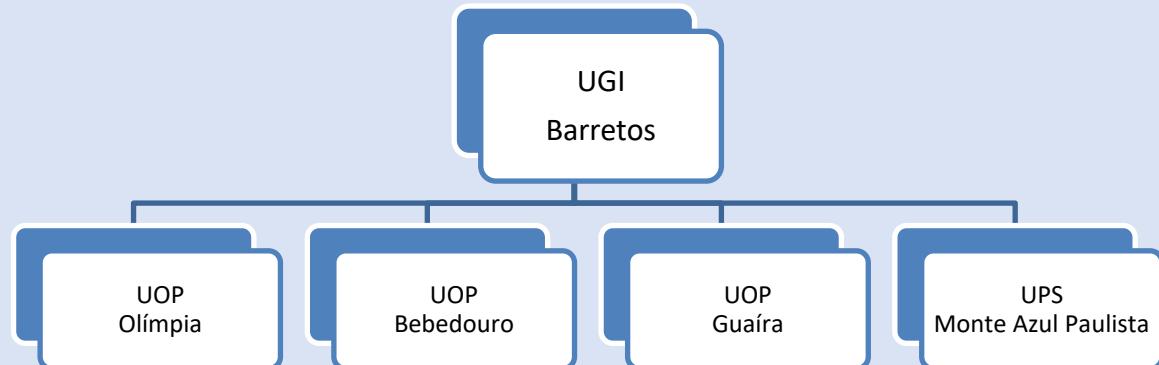 UGI
Barretos
UOP
Olímpia
UOP
Bebedouro
UOP
Guaíra
UPS
Monte Azul Paulista